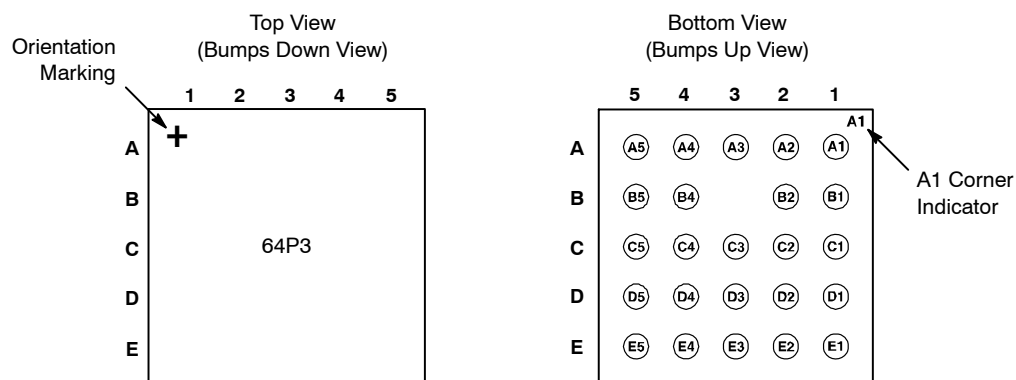 Top View
(Bumps Down View)
Orientation
Marking
1 2 3 4 5
+
A
B
C
D
E
64P3
Bottom View
(Bumps Up View)
5 4 3 2 1
A1
A A5 A4 A3 A2 A1
B B5 B4 B2 B1
C C5 C4 C3 C2 C1
D D5 D4 D3 D2 D1
E E5 E4 E3 E2 E1
A1 Corner
Indicator